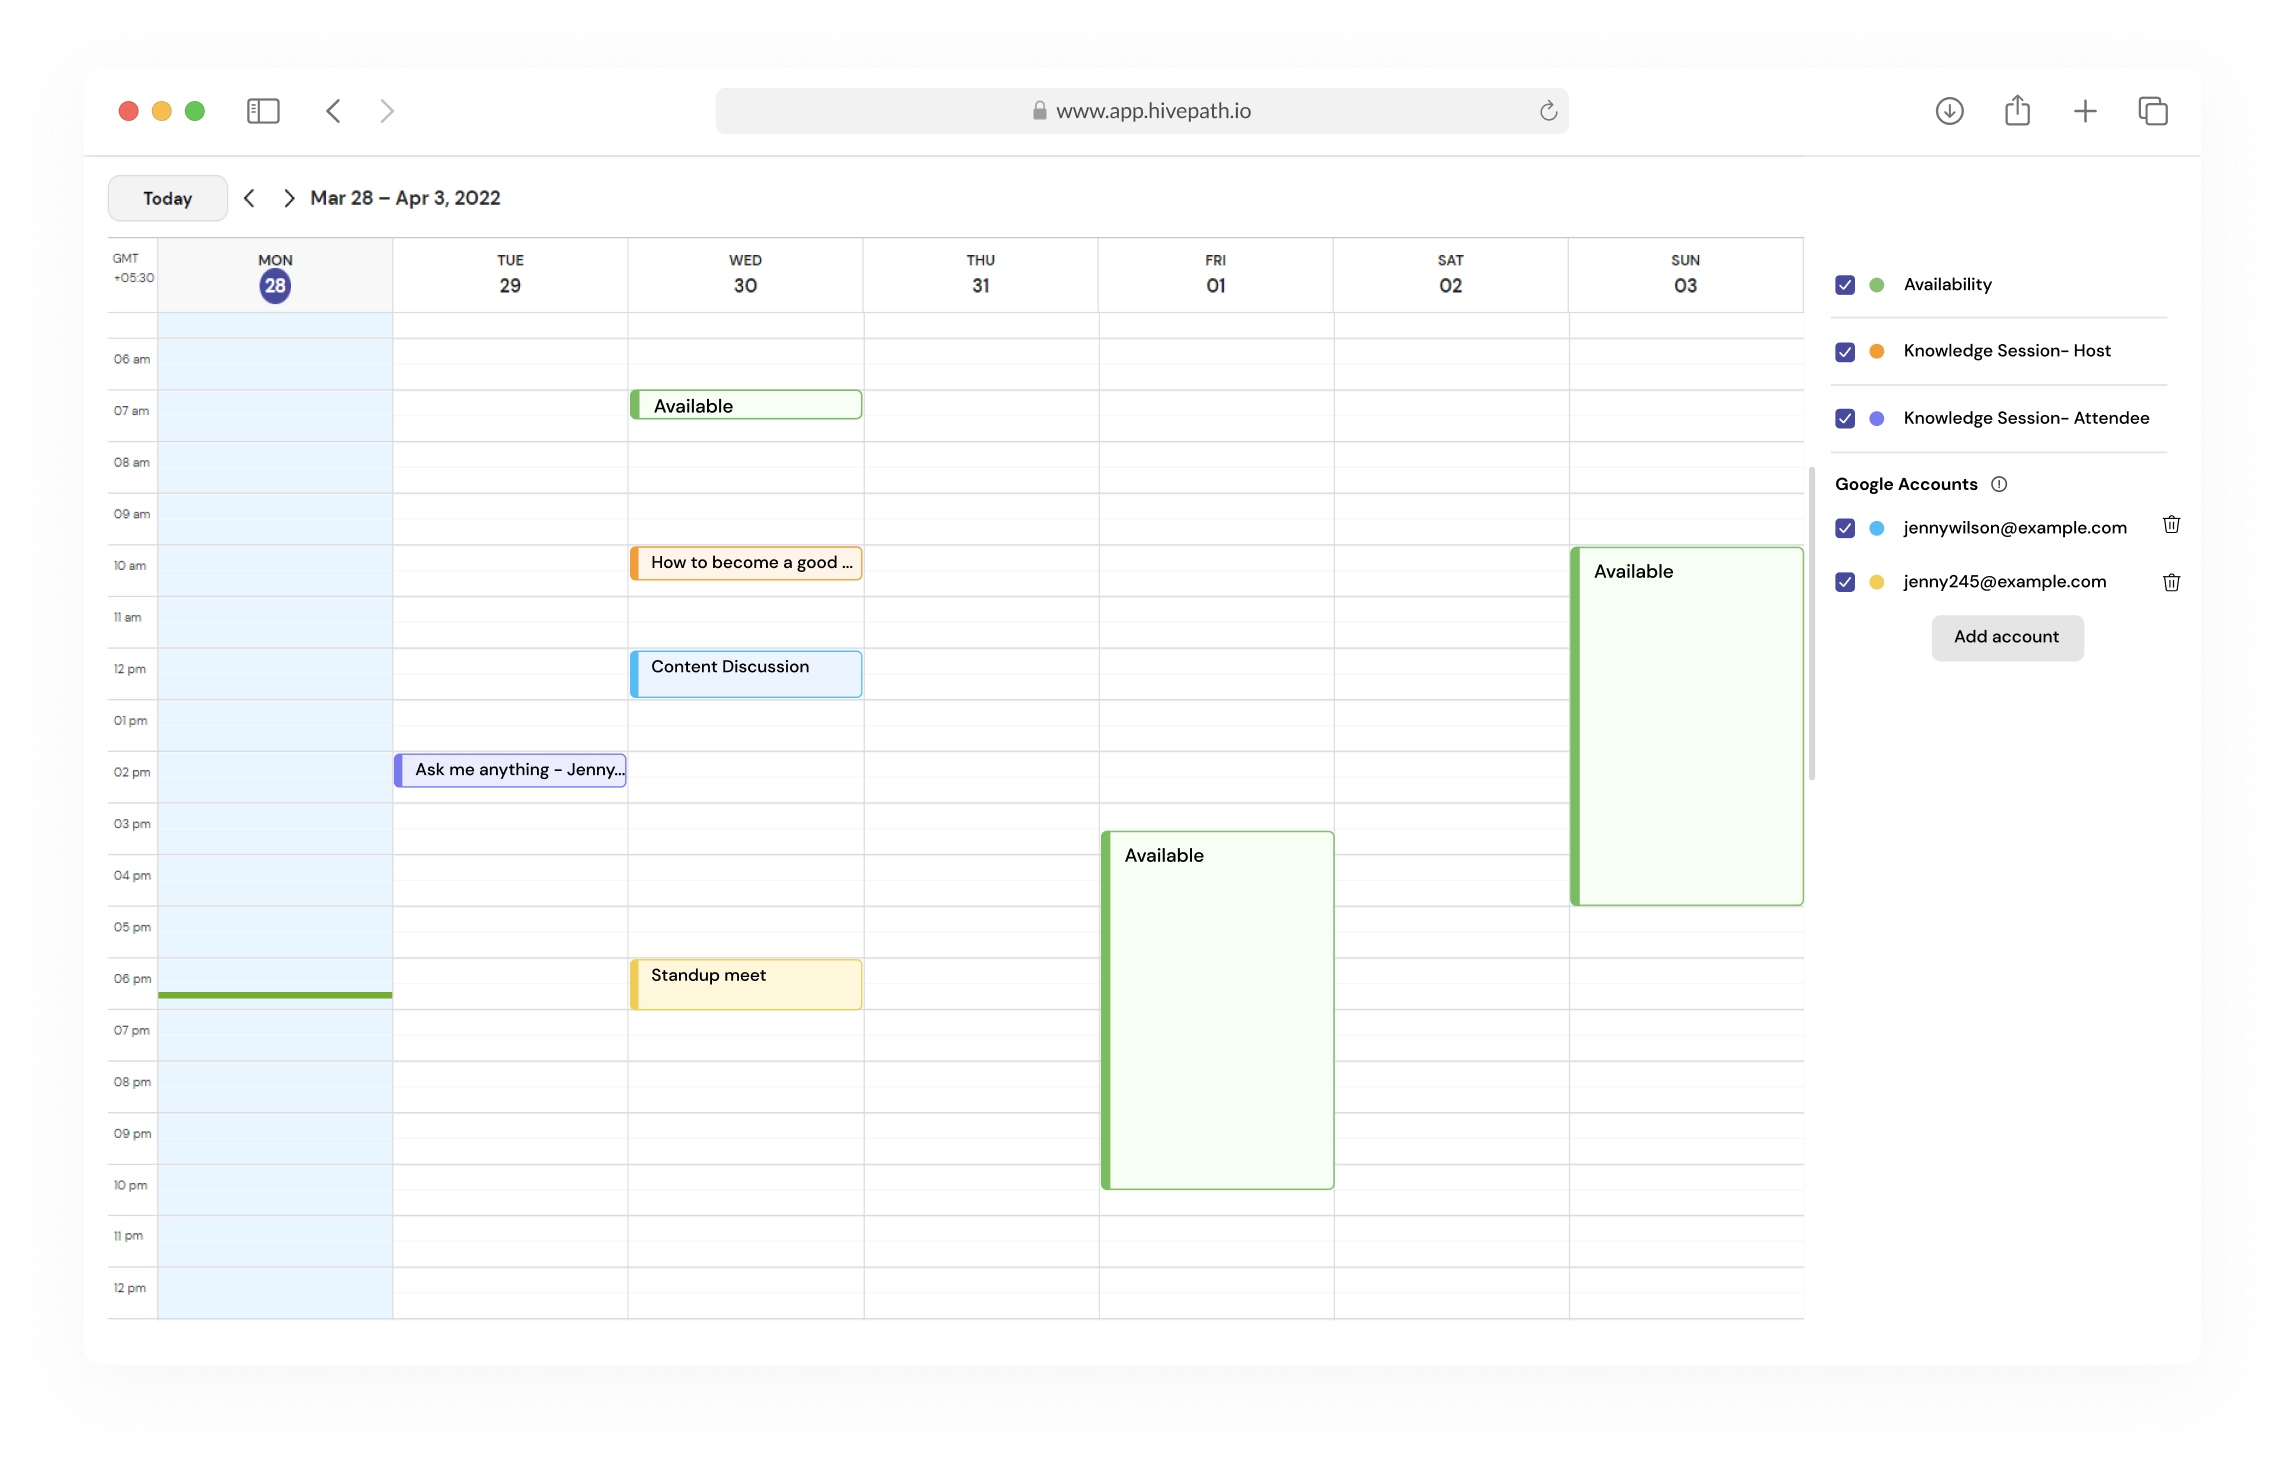 www.app.hivepath.io
Today
Mar 28 – Apr 3, 2022
GMT
+05:30
MON
28
TUE
29
WED
30
THU
31
FRI
01
SAT
02
SUN
03
06 am
07 am
08 am
09 am
10 am
11 am
12 pm
01 pm
02 pm
03 pm
04 pm
05 pm
06 pm
07 pm
08 pm
09 pm
10 pm
11 pm
12 pm
Available
How to become a good ...
Content Discussion
Ask me anything - Jenny...
Standup meet
Available
Available
Availability
Knowledge Session- Host
Knowledge Session- Attendee
Google Accounts
jennywilson@example.com
jenny245@example.com
Add account